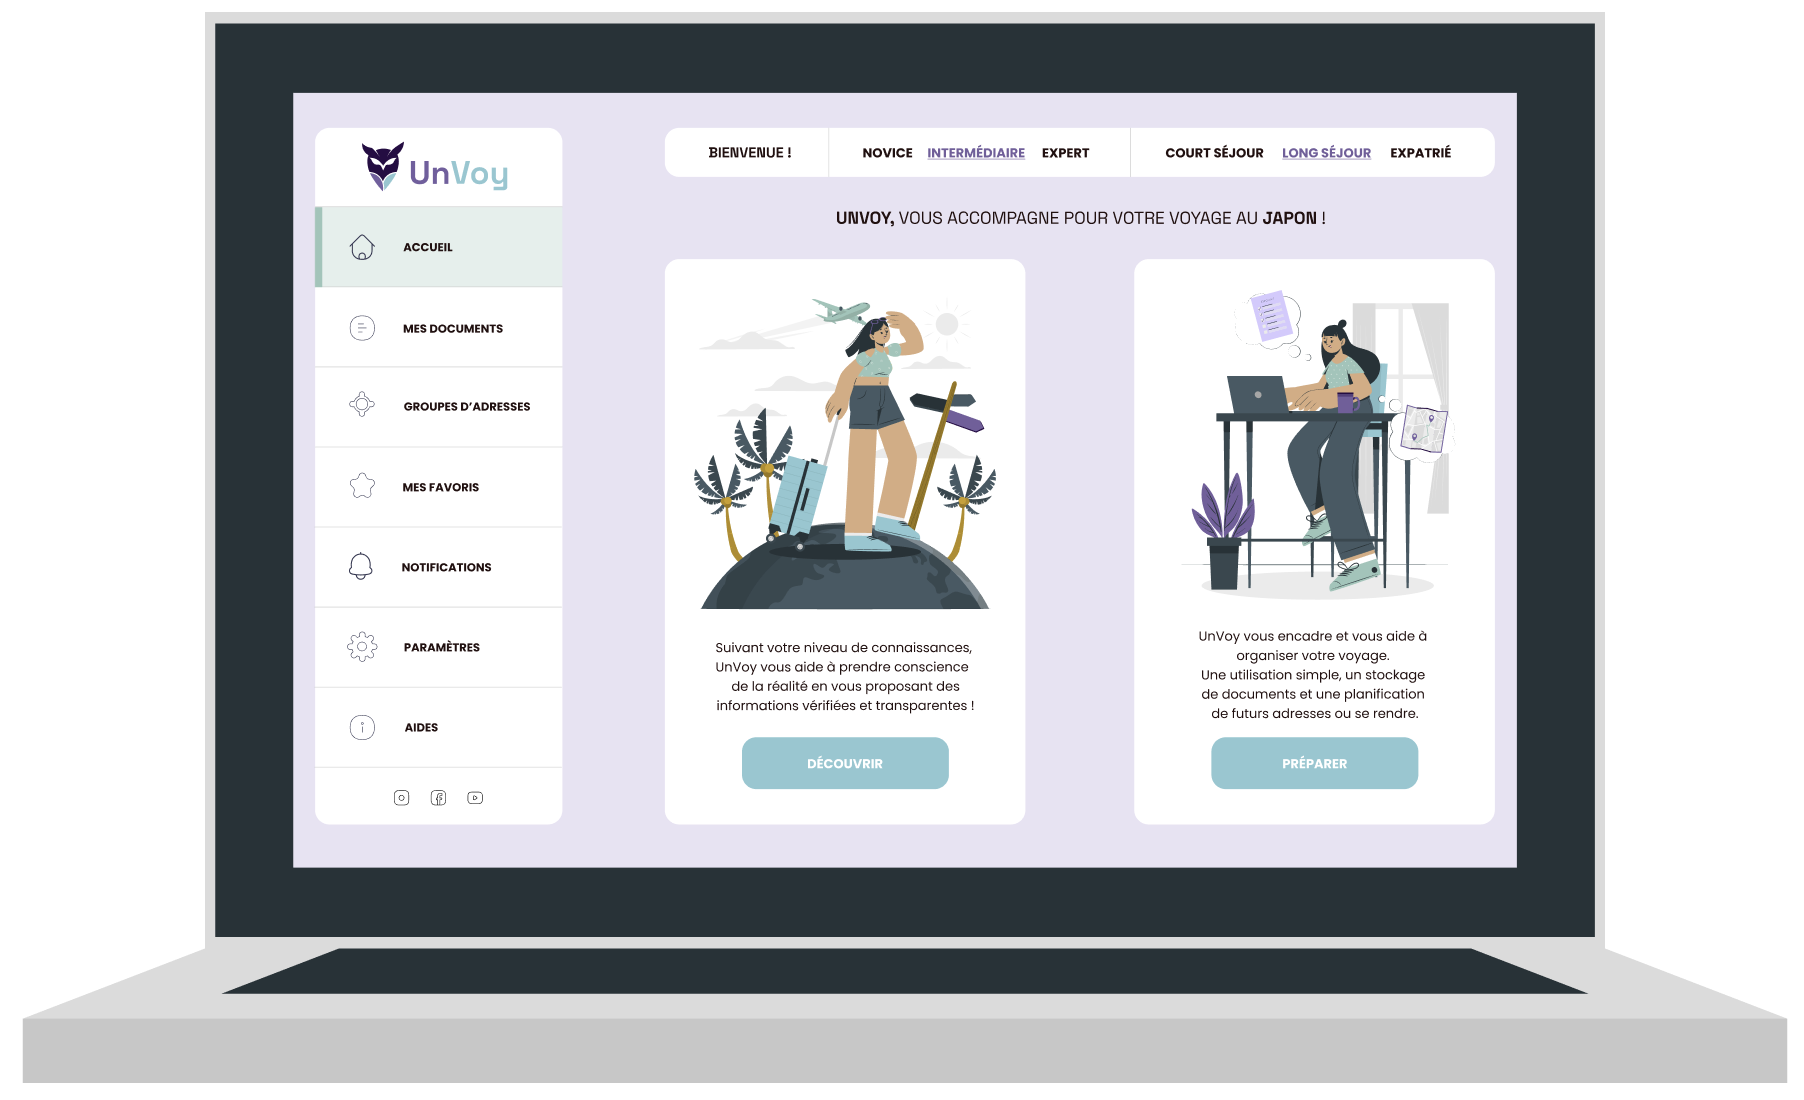 UnVoy
ACCUEIL
MES DOCUMENTS
GROUPES D'ADRESSES
MES FAVORIS
NOTIFICATIONS
PARAMÈTRES
AIDES
BIENVENUE !
NOVICE INTERMÉDIAIRE EXPERT
COURT SÉJOUR LONG SÉJOUR EXPATRIÉ
UNVOY, VOUS ACCOMPAGNE POUR VOTRE VOYAGE AU JAPON !
Suivant votre niveau de connaissances,
UnVoy vous aide à prendre conscience
de la réalité en vous proposant des
informations vérifiées et transparentes !
DÉCOUVRIR
UnVoy vous encadre et vous aide à
organiser votre voyage.
Une utilisation simple, un stockage
de documents et une planification
de futurs adresses ou se rendre.
PRÉPARER